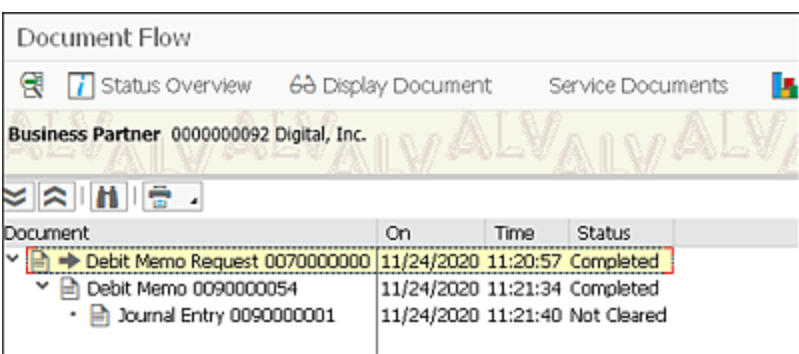 Document Flow
Status Overview Display Document Service Documents
Business Partner 0000000092 Digital, Inc.
Document On Time Status
Debit Memo Request 0070000000 11/24/2020 11:20:57 Completed
Debit Memo 0090000054 11/24/2020 11:21:34 Completed
Journal Entry 0090000001 11/24/2020 11:21:40 Not Cleared